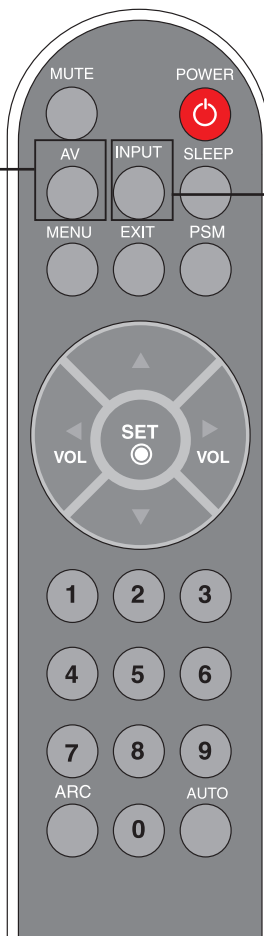 MUTE POWER
AV INPUT SLEEP
MENU EXIT PSM
SET
VOL VOL
1 2 3
4 5 6
7 8 9
ARC AUTO
0